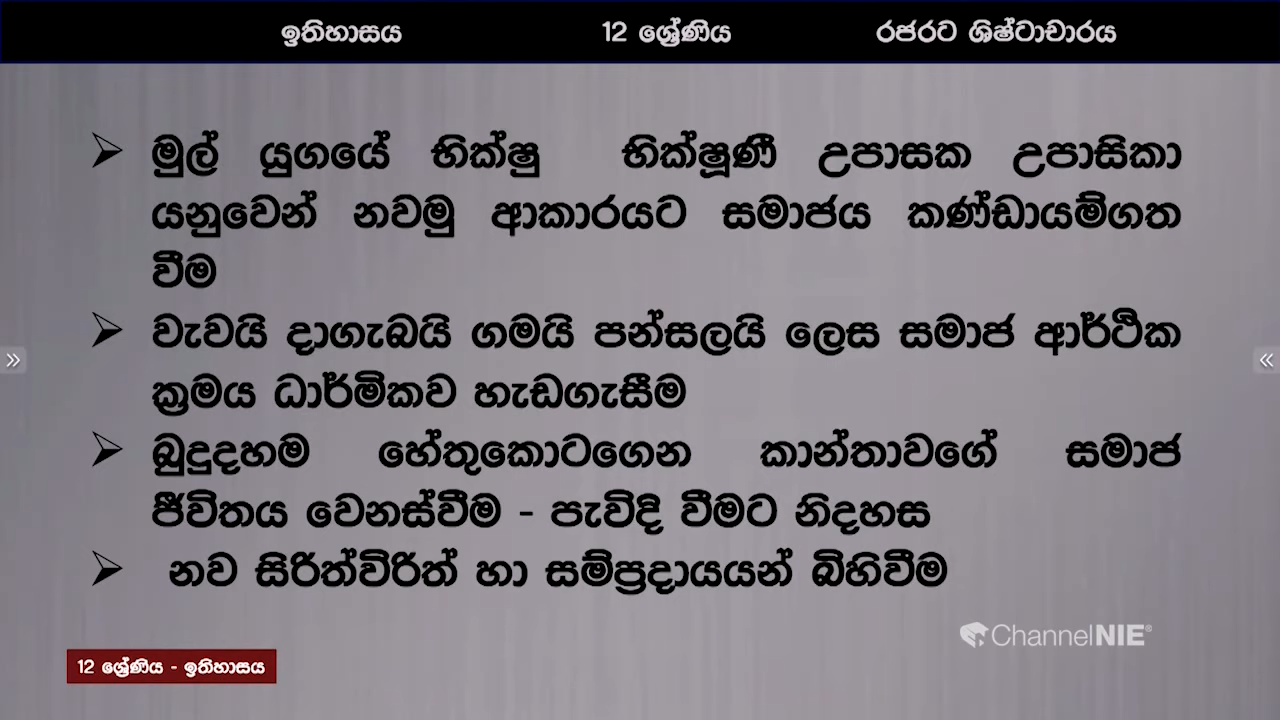 ඉතිහාසය 12 ශ්‍රේණිය රජරට ශිෂ්ටාචාරය
මුල් යුගයේ භික්ෂු භික්ෂූණී උපාසක උපාසිකා
යනුවෙන් නවමු ආකාරයට සමාජය කණ්ඩායම්ගත
වීම
වැවයි දාගැබයි ගමයි පන්සලයි ලෙස සමාජ ආර්ථික
ක්‍රමය ධාර්මිකව හැඩගැසීම
බුදුදහම හේතුකොටගෙන කාන්තාවගේ සමාජ
ජීවිතය වෙනස්වීම - පැවිදි වීමට නිදහස
නව සිරිත්විරිත් හා සම්ප්‍රදායයන් බිහිවීම
ChannelNIE®
12 ශ්‍රේණිය - ඉතිහාසය